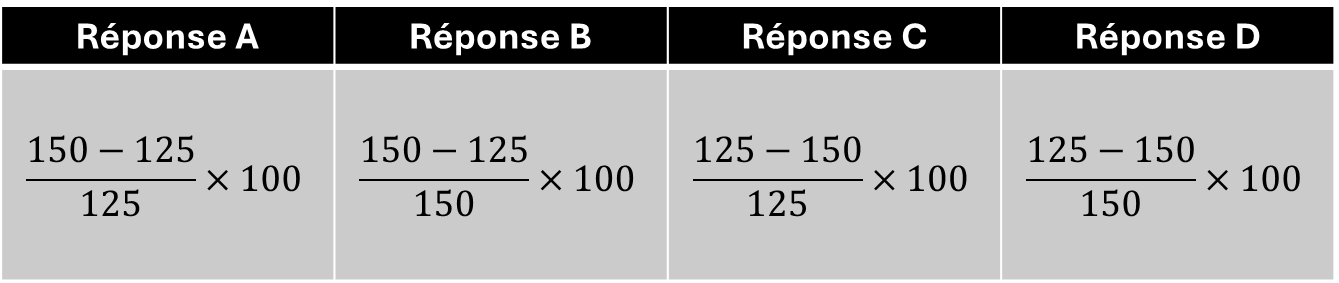 Réponse A Réponse B Réponse C Réponse D
150 − 125 150 − 125 125 − 150 125 − 150
× 100 × 100 × 100 × 100
125 150 125 150